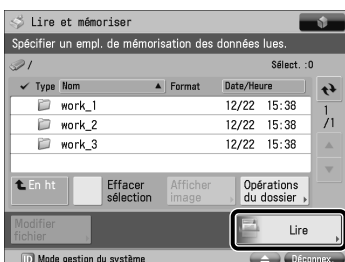 Lire et mémoriser
Spécifier un empl. de mémorisation des données lues.
/ Sélect. :0
✓ Type Nom ▲ Format Date/Heure
work_1 12/22 15:38
work_2 12/22 15:38
work_3 12/22 15:38
1
/1
En ht
Effacer
sélection
Afficher
image
Opérations
du dossier
Modifier
fichier
Lire
ID Mode gestion du système
Déconnex.